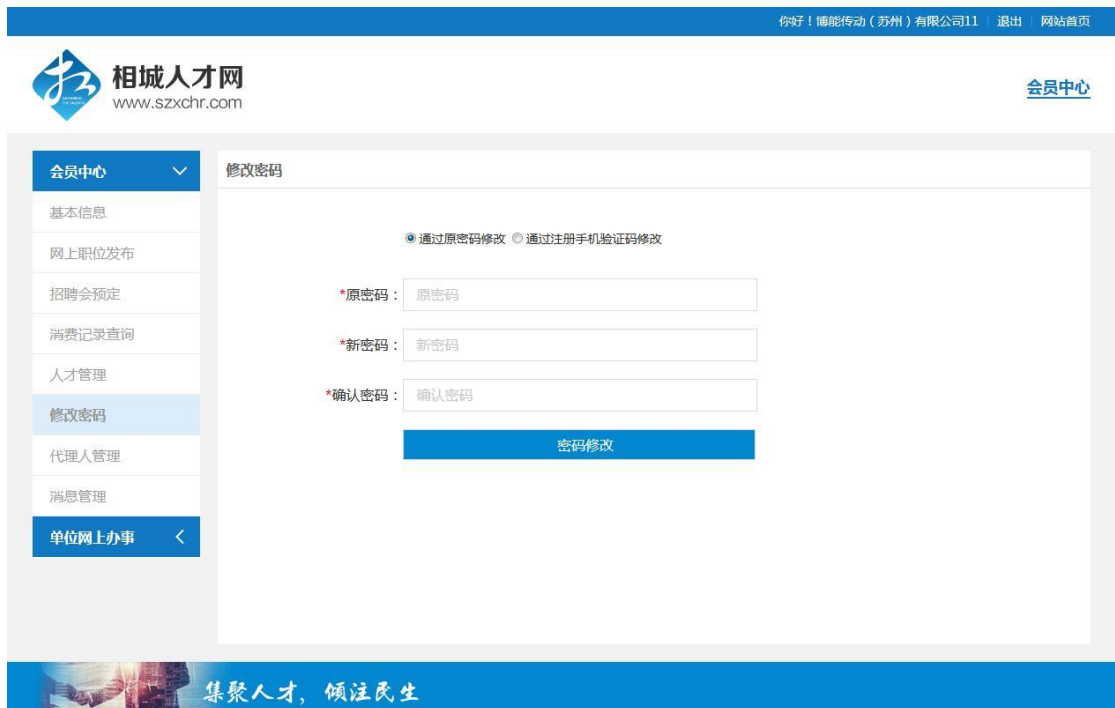 你好！博能传动（苏州）有限公司11 退出 网站首页
相城人才网
www.szxchr.com
会员中心
会员中心
修改密码
基本信息
网上职位发布
招聘会预定
消费记录查询
人才管理
修改密码
代理人管理
消息管理
单位网上办事
通过原密码修改 通过注册手机验证码修改
*原密码： 原密码
*新密码： 新密码
*确认密码： 确认密码
密码修改
集聚人才，倾注民生